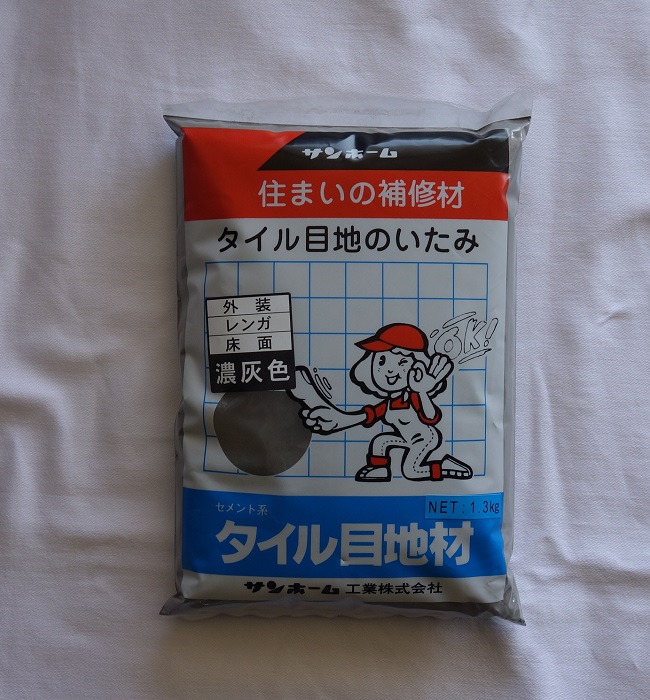 サンホーム
住まいの補修材
タイル目地のいたみ
外装
レンガ
床面
濃灰色
OK!
セメント系
NET:1.3kg
タイル目地材
サンホーム工業株式会社